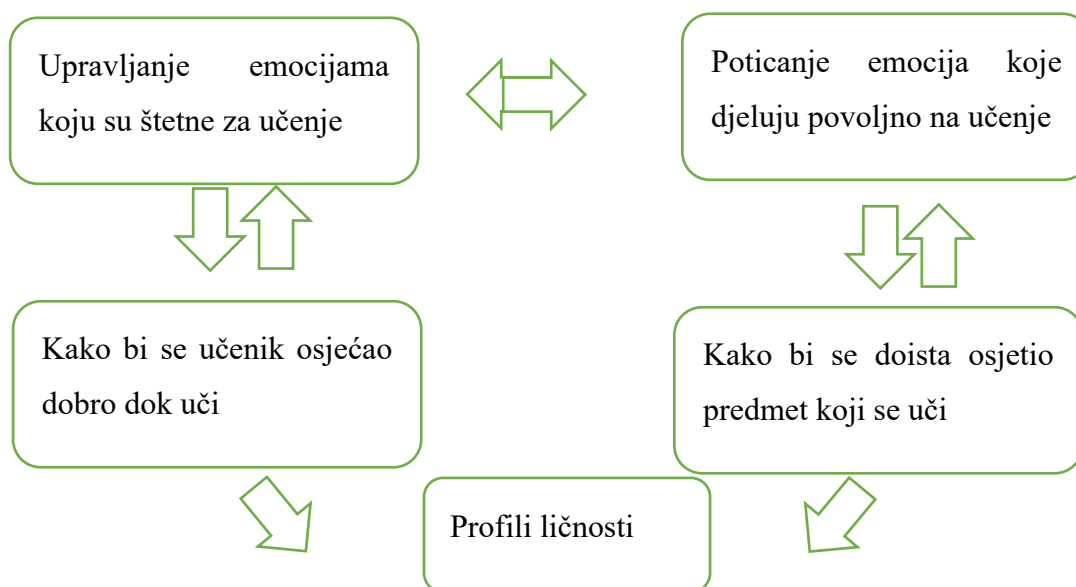 Upravljanje emocijama
koju su štetne za učenje
Poticanje emocija koje
djeluju povoljno na učenje
Kako bi se učenik osjećao
dobro dok uči
Kako bi se doista osjetio
predmet koji se uči
Profili ličnosti